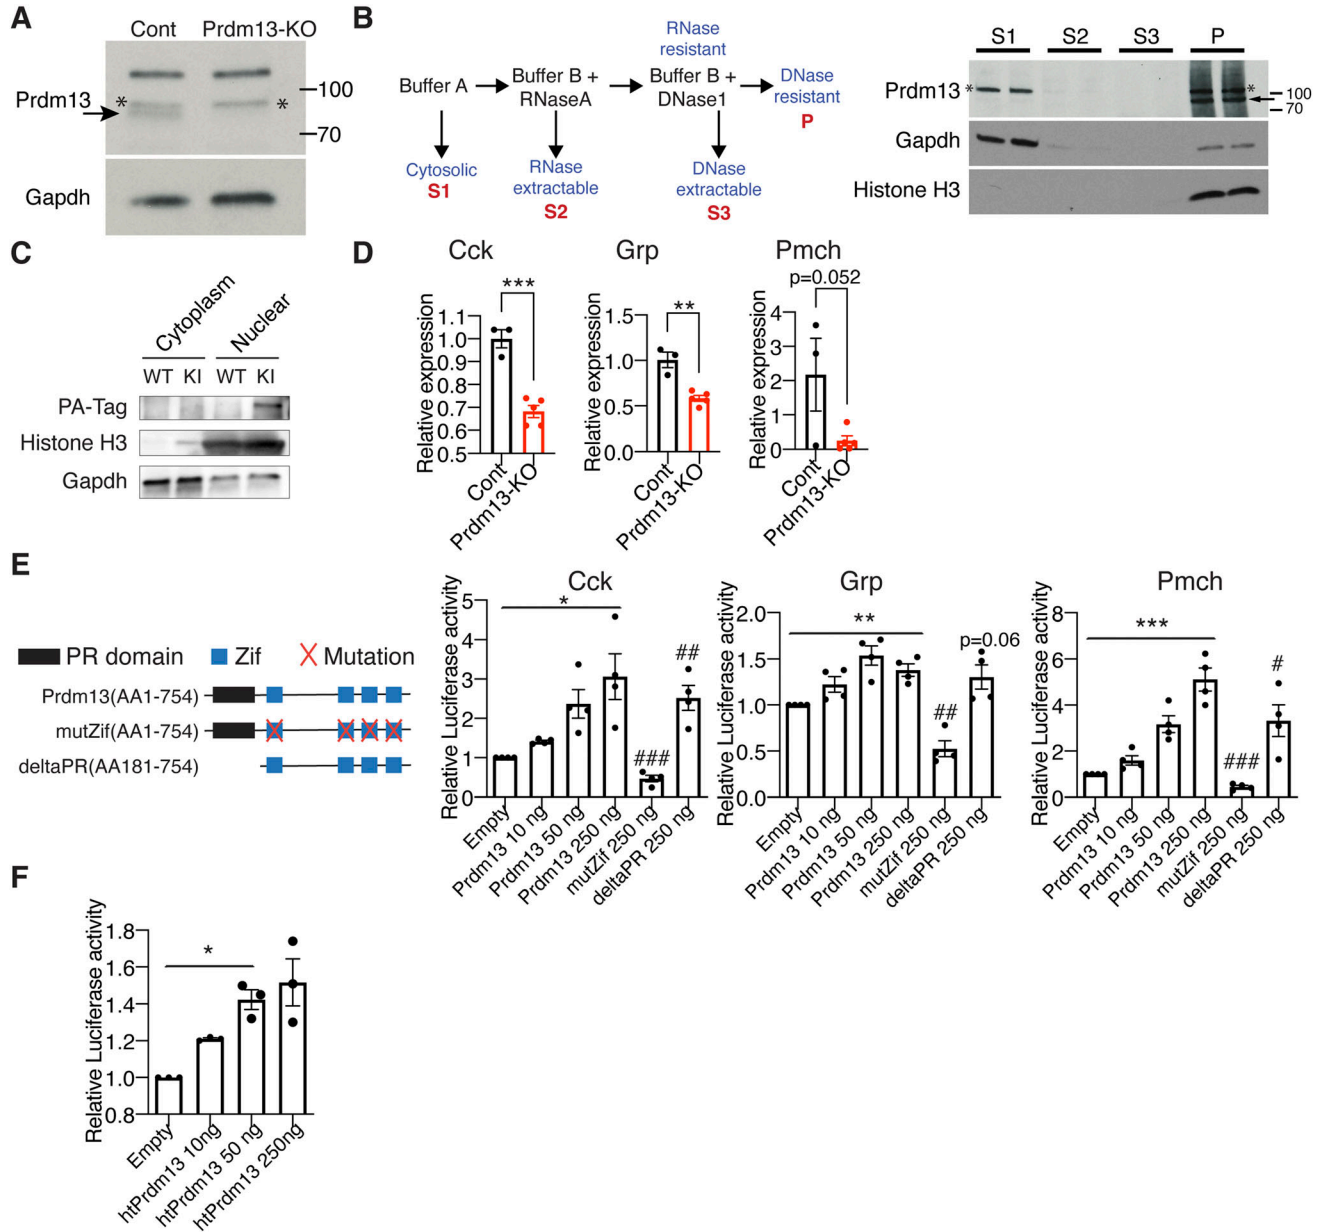 A
Cont Prdm13-KO
Prdm13
*
*
100
70
Gapdh
B
Buffer A
Buffer B +
RNaseA
RNase
resistant
Buffer B +
DNase1
DNase
resistant
P
Cytosolic
S1
RNase
extractable
S2
DNase
extractable
S3
S1 S2 S3 P
Prdm13
*
*
100
70
Gapdh
Histone H3
C
Cytoplasm Nuclear
WT KI WT KI
PA-Tag
Histone H3
Gapdh
D
Cck
***
Relative expression
1.1
1.0
0.9
0.8
0.7
0.6
0.5
Cont
Prdm13-KO
Grp
**
Relative expression
1.5
1.0
0.5
0.0
Cont
Prdm13-KO
Pmch
p=0.052
Relative expression
4
3
2
1
0
Cont
Prdm13-KO
E
PR domain Zif Mutation
Prdm13(AA1-754)
mutZif(AA1-754)
deltaPR(AA181-754)
Cck
*
###
##
Relative Luciferase activity
5
4
3
2
1
0
Empty
Prdm13 10 ng
Prdm13 50 ng
Prdm13 250 ng
mutZif 250 ng
deltaPR 250 ng
Grp
**
##
p=0.06
Relative Luciferase activity
2.0
1.5
1.0
0.5
0.0
Empty
Prdm13 10 ng
Prdm13 50 ng
Prdm13 250 ng
mutZif 250 ng
deltaPR 250 ng
Pmch
***
###
#
Relative Luciferase activity
8
6
4
2
0
Empty
Prdm13 10 ng
Prdm13 50 ng
Prdm13 250 ng
mutZif 250 ng
deltaPR 250 ng
F
*
Relative Luciferase activity
1.8
1.6
1.4
1.2
1.0
0.8
Empty
htPrdm13 10ng
htPrdm13 50 ng
htPrdm13 250ng